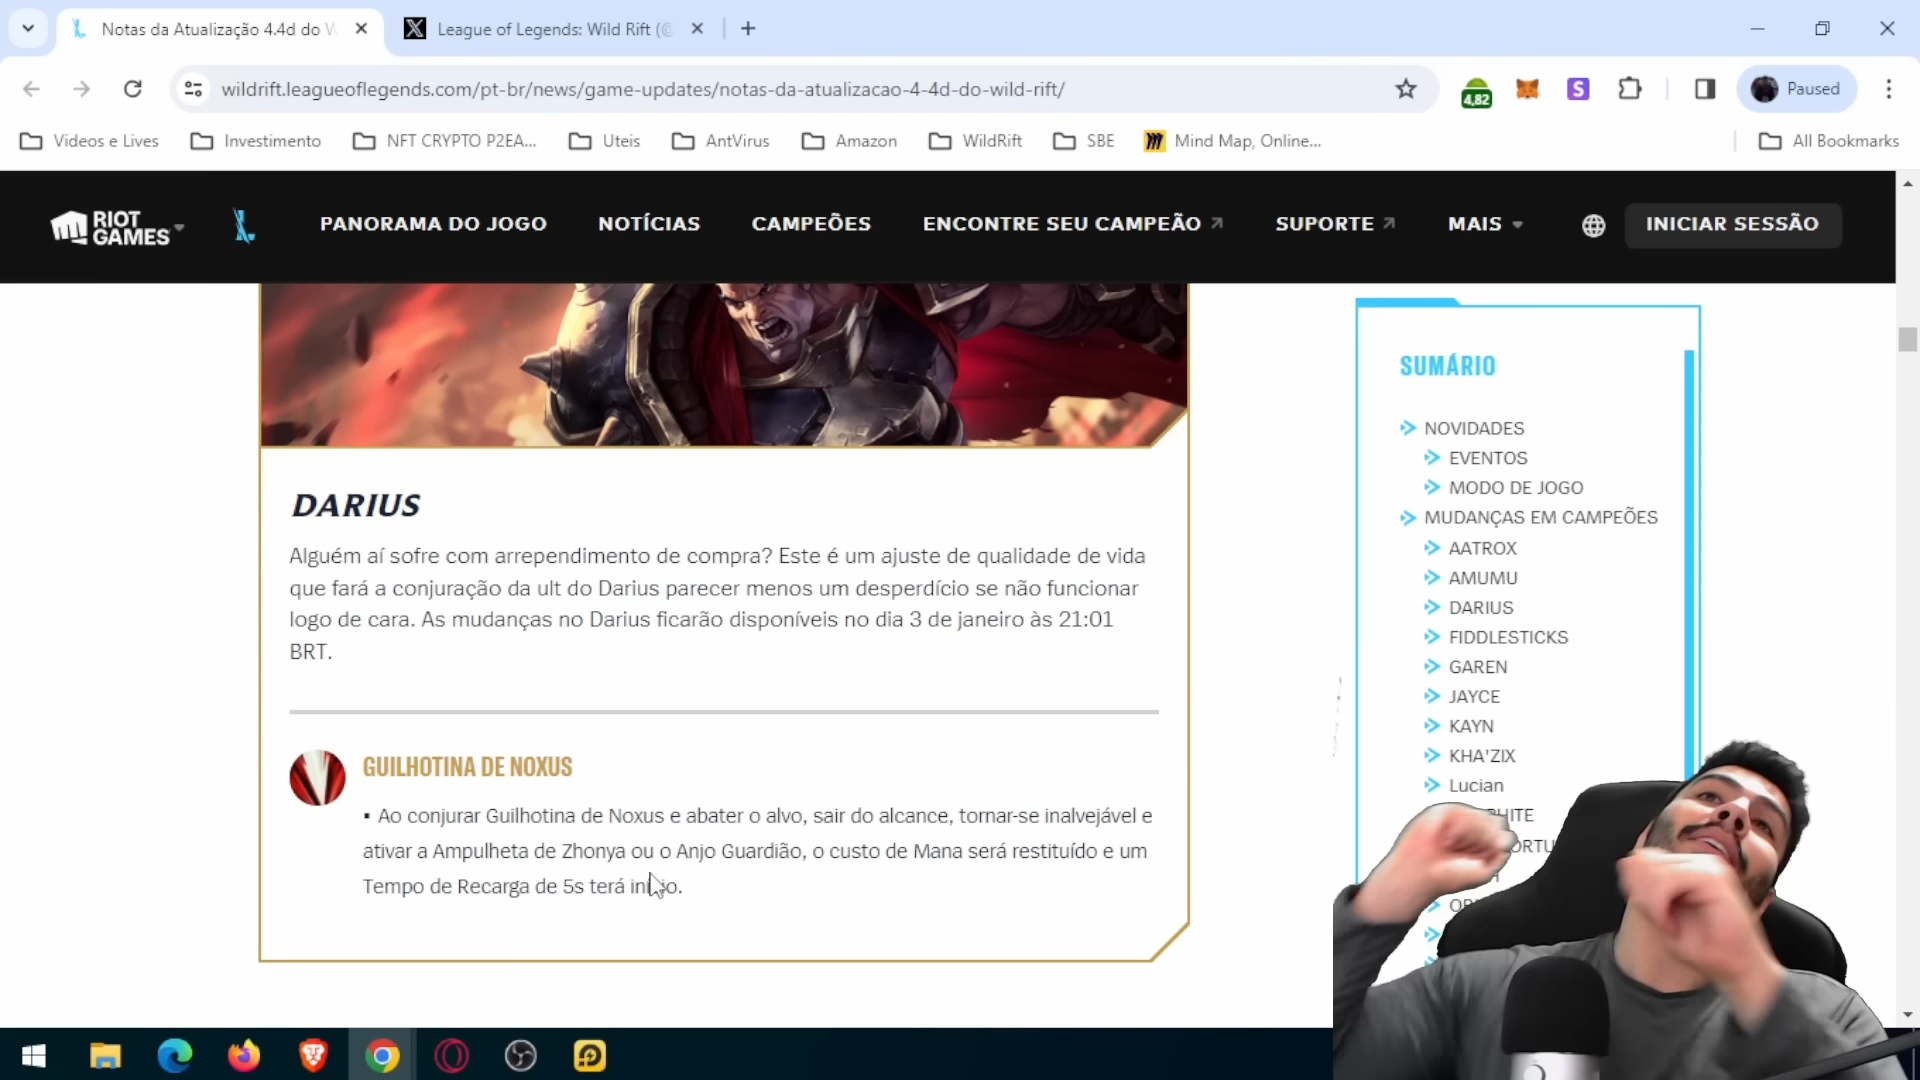 Notas da Atualização 4.4d do W
League of Legends: Wild Rift (@
wildrift.leagueoflegends.com/pt-br/news/game-updates/notas-da-atualizacao-4-4d-do-wild-rift/
4,82
S
Paused
Videos e Lives
Investimento
NFT CRYPTO P2EA...
Uteis
AntVirus
Amazon
WildRift
SBE
Mind Map, Online...
All Bookmarks
RIOT
GAMES
PANORAMA DO JOGO
NOTÍCIAS
CAMPEÕES
ENCONTRE SEU CAMPEÃO
SUPORTE
MAIS
INICIAR SESSÃO
DARIUS
Alguém aí sofre com arrependimento de compra? Este é um ajuste de qualidade de vida
que fará a conjuração da ult do Darius parecer menos um desperdício se não funcionar
logo de cara. As mudanças no Darius ficarão disponíveis no dia 3 de janeiro às 21:01
BRT.
GUILHOTINA DE NOXUS
▪ Ao conjurar Guilhotina de Noxus e abater o alvo, sair do alcance, tornar-se inalvejável e
ativar a Ampulheta de Zhonya ou o Anjo Guardião, o custo de Mana será restituído e um
Tempo de Recarga de 5s terá início.
SUMÁRIO
NOVIDADES
EVENTOS
MODO DE JOGO
MUDANÇAS EM CAMPEÕES
AATROX
AMUMU
DARIUS
FIDDLESTICKS
GAREN
JAYCE
KAYN
KHA'ZIX
Lucian